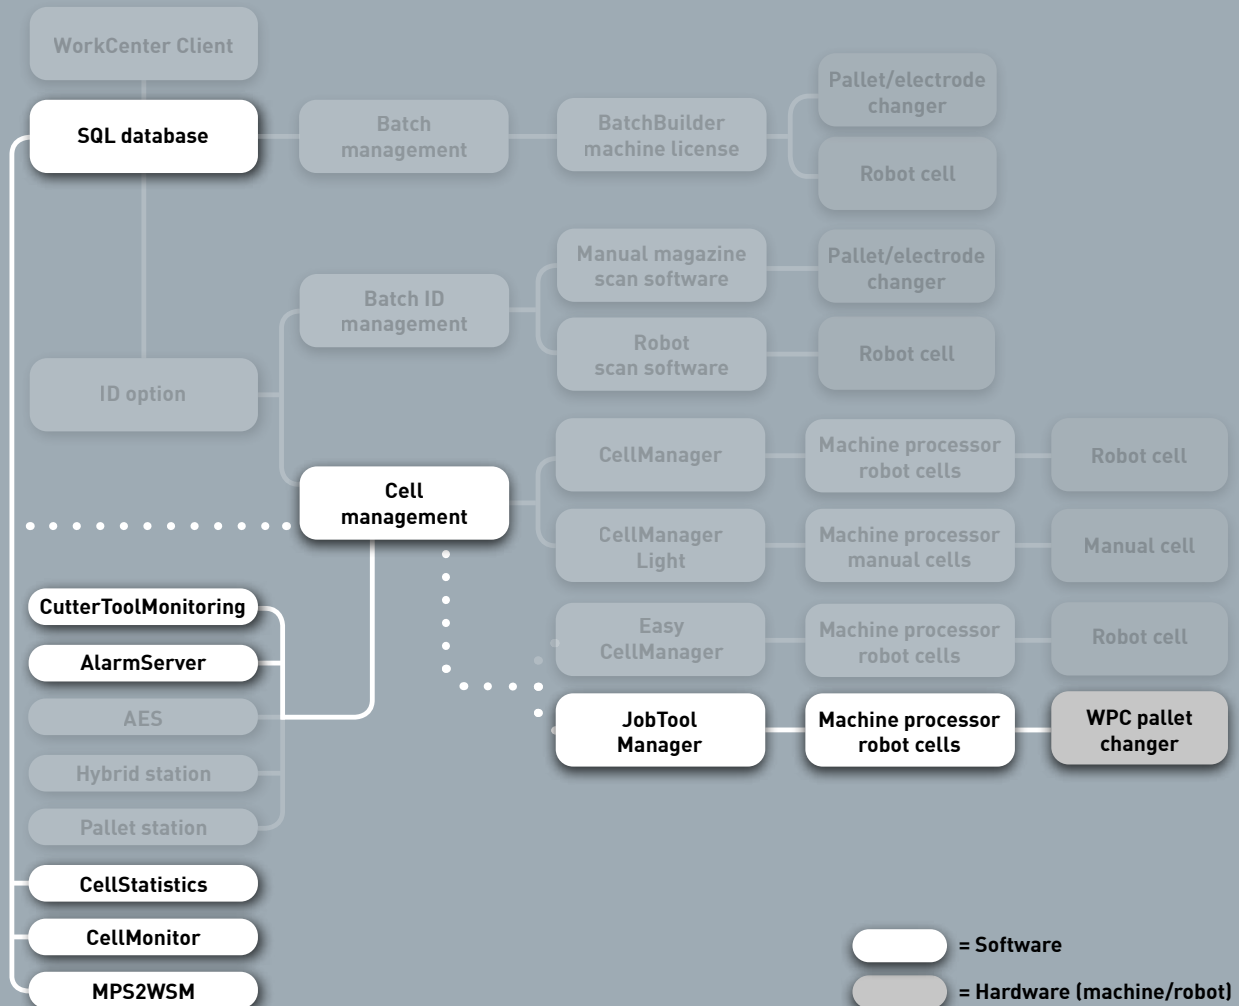 WorkCenter Client
SQL database
Batch
management
BatchBuilder
machine license
Pallet/electrode
changer
Robot cell
Manual magazine
scan software
Pallet/electrode
changer
Batch ID
management
Robot
scan software
Robot cell
ID option
CellManager
Machine processor
robot cells
Robot cell
Cell
management
CellManager
Light
Machine processor
manual cells
Manual cell
CutterToolMonitoring
Easy
CellManager
Machine processor
robot cells
Robot cell
AlarmServer
AES
JobTool
Manager
Machine processor
robot cells
WPC pallet
changer
Hybrid station
Pallet station
CellStatistics
CellMonitor
MPS2WSM
= Software
= Hardware (machine/robot)